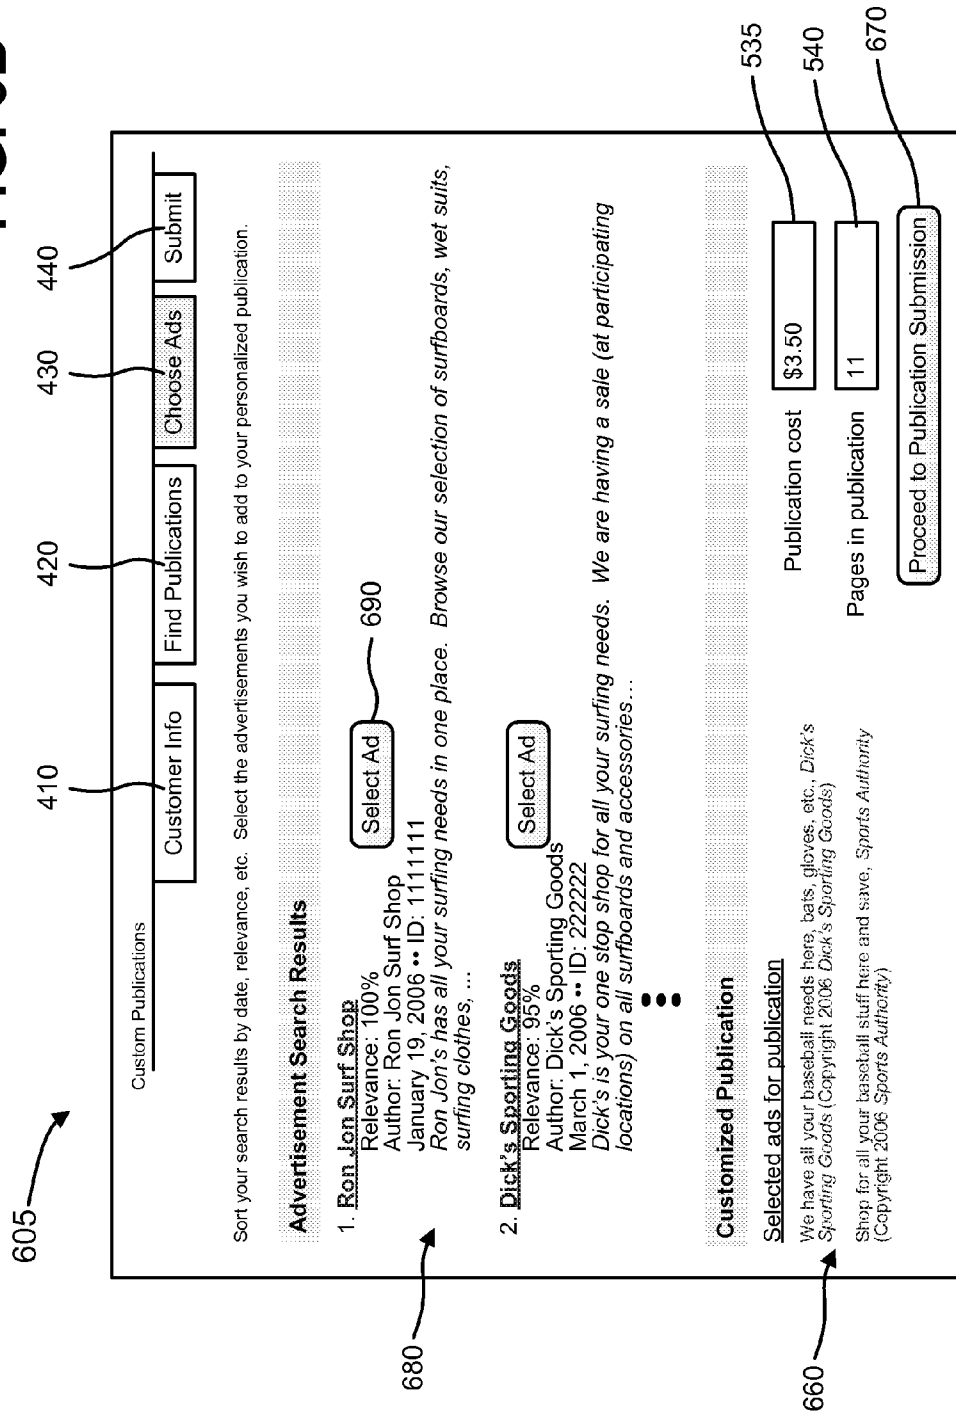 605
Custom Publications
410
420
430
440
Customer Info
Find Publications
Choose Ads
Submit
Sort your search results by date, relevance, etc. Select the advertisements you wish to add to your personalized publication.
Advertisement Search Results
1. Ron Jon Surf Shop
Relevance: 100%
Select Ad
690
Author: Ron Jon Surf Shop
January 19, 2006 •• ID: 1111111
Ron Jon's has all your surfing needs in one place. Browse our selection of surfboards, wet suits,
surfing clothes, ...
680
2. Dick's Sporting Goods
Relevance: 95%
Select Ad
Author: Dick's Sporting Goods
March 1, 2006 •• ID: 222222
Dick's is your one stop shop for all your surfing needs. We are having a sale (at participating
locations) on all surfboards and accessories...
Customized Publication
Selected ads for publication
We have all your baseball needs here, bats, gloves, etc., Dick's
Sporting Goods (Copyright 2006 Dick's Sporting Goods)
Shop for all your baseball stuff here and save, Sports Authority
(Copyright 2006 Sports Authority)
660
Publication cost
$3.50
535
Pages in publication
11
540
Proceed to Publication Submission
670